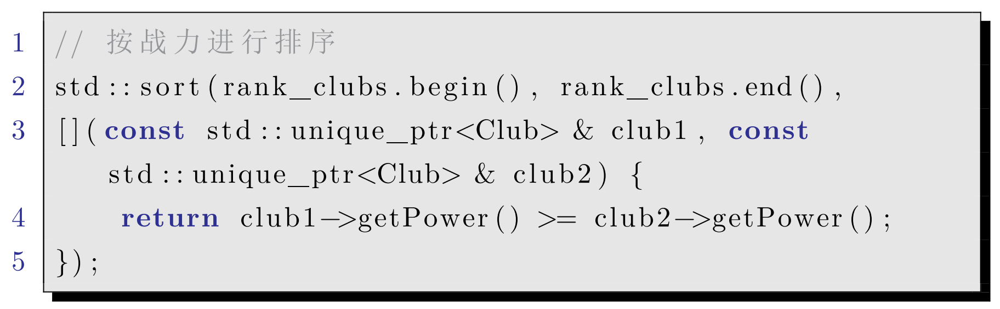 1 // 按战力进行排序
2 std::sort(rank_clubs.begin(), rank_clubs.end(),
3 [](const std::unique_ptr<Club> & club1, const
std::unique_ptr<Club> & club2) {
4 return club1->getPower() >= club2->getPower();
5 });